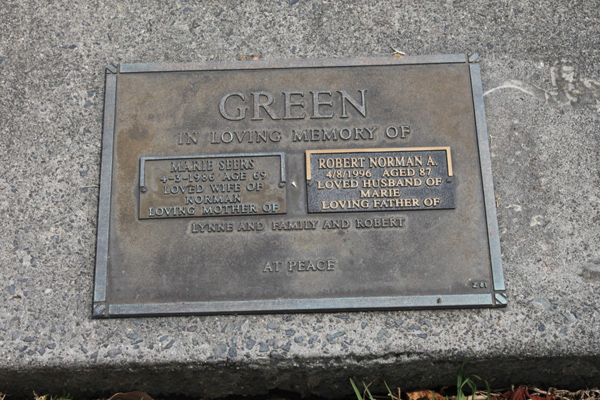 GREEN
IN LOVING MEMORY OF
MARIE SEERS
4-3-1986 AGE 69
LOVED WIFE OF
NORMAN
LOVING MOTHER OF
ROBERT NORMAN A.
4/8/1996 AGED 87
LOVED HUSBAND OF
MARIE
LOVING FATHER OF
LYNNE AND FAMILY AND ROBERT
AT PEACE